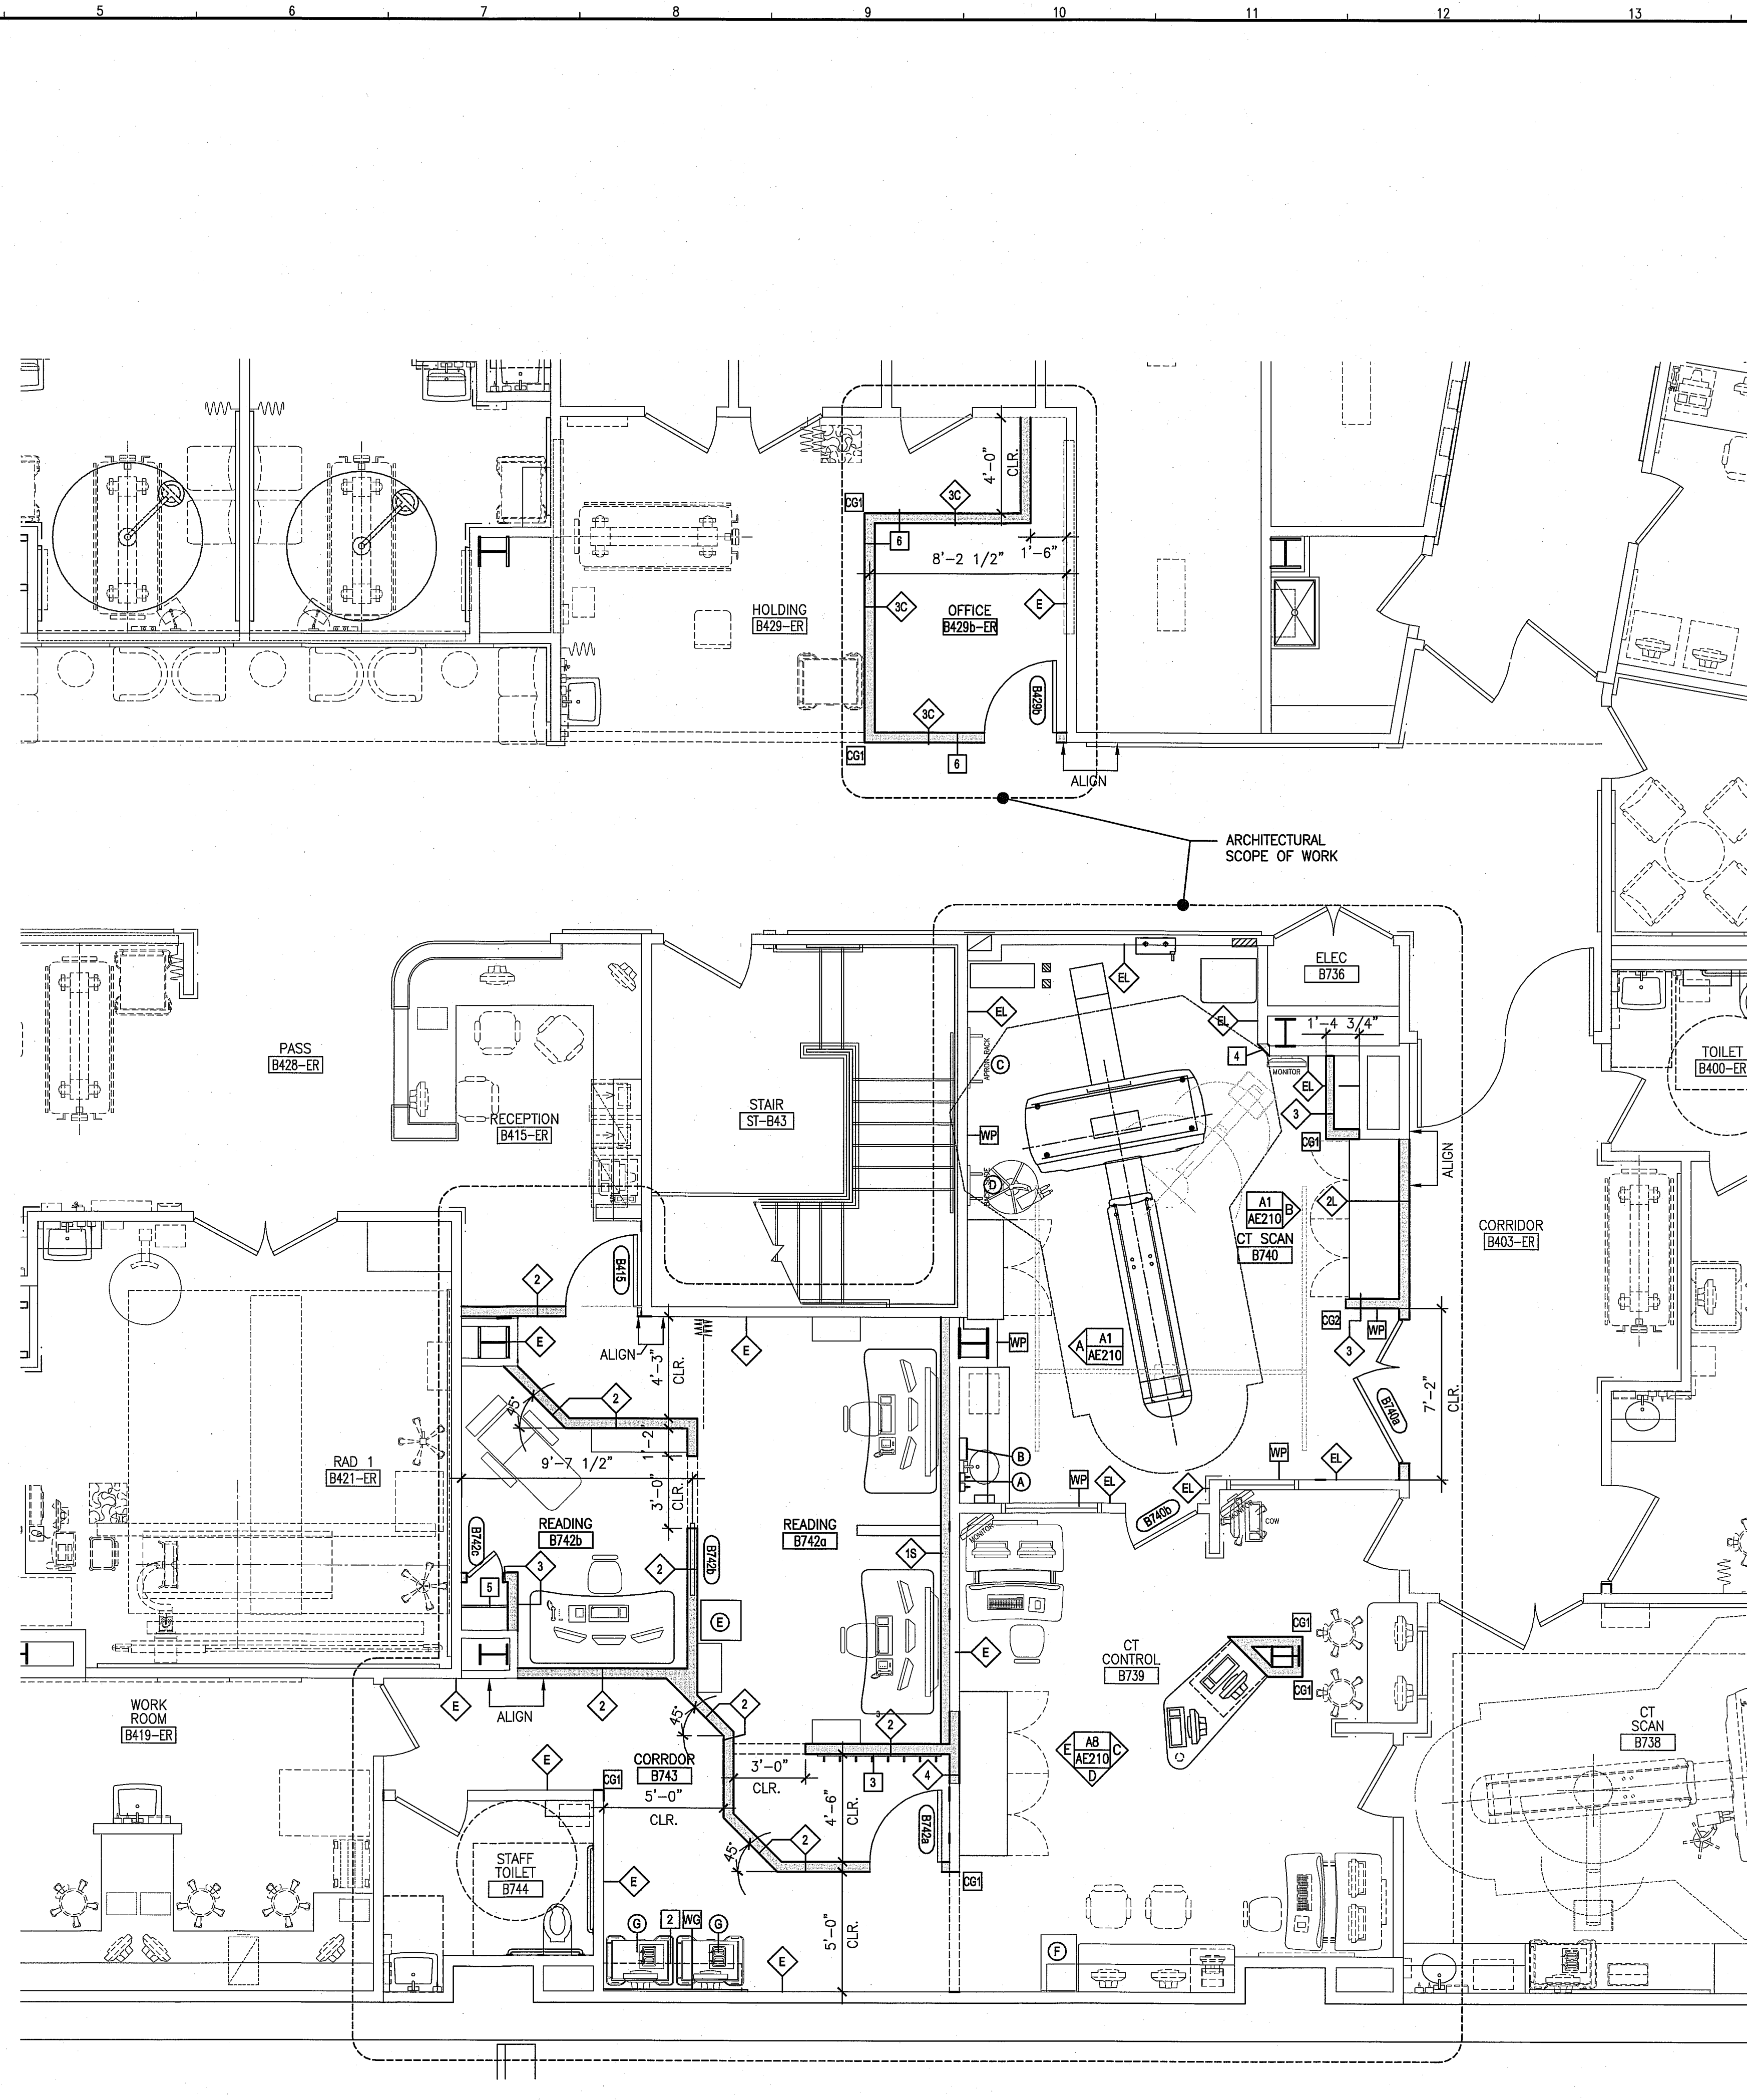 5 6 7 8 9 10 11 12 13
4'-0"
CLR.
CG1
3C
6
8'-2 1/2"
1'-6"
HOLDING
B429-ER
3C
OFFICE
B429b-ER
E
B429b
3C
CG1
6
ALIGN
ARCHITECTURAL
SCOPE OF WORK
PASS
B428-ER
RECEPTION
B415-ER
STAIR
ST-B43
ELEC
B736
EL
EL
EL
1'-4 3/4"
4
MONITOR
APRON RACK
C
EL
3
CG1
WP
D
ALIGN
TOILET
B400-ER
2L
A1
AE210
B
CT SCAN
B740
CORRIDOR
B403-ER
B415
2
E
ALIGN
4'-3"
CLR.
E
WP
A
A1
AE210
CG2
WP
3
7'-2"
CLR.
B740a
45°
2
1'-2"
9'-7 1/2"
3'-0"
CLR.
B
A
WP
EL
WP
EL
EL
B740b
MONITOR
COW
RAD 1
B421-ER
READING
B742b
READING
B742a
B742c
3
5
2
B742b
1S
E
E
CG1
CT
CONTROL
B739
CG1
WORK
ROOM
B419-ER
E
ALIGN
2
45°
2
3
2
CT
SCAN
B738
E
CORRDOR
B743
CG1
5'-0"
CLR.
3'-0"
CLR.
3
4
E
A8
AE210
C
D
4'-6"
CLR.
B742a
45°
2
STAFF
TOILET
B744
E
CG1
G
2
WG
G
E
5'-0"
CLR.
F